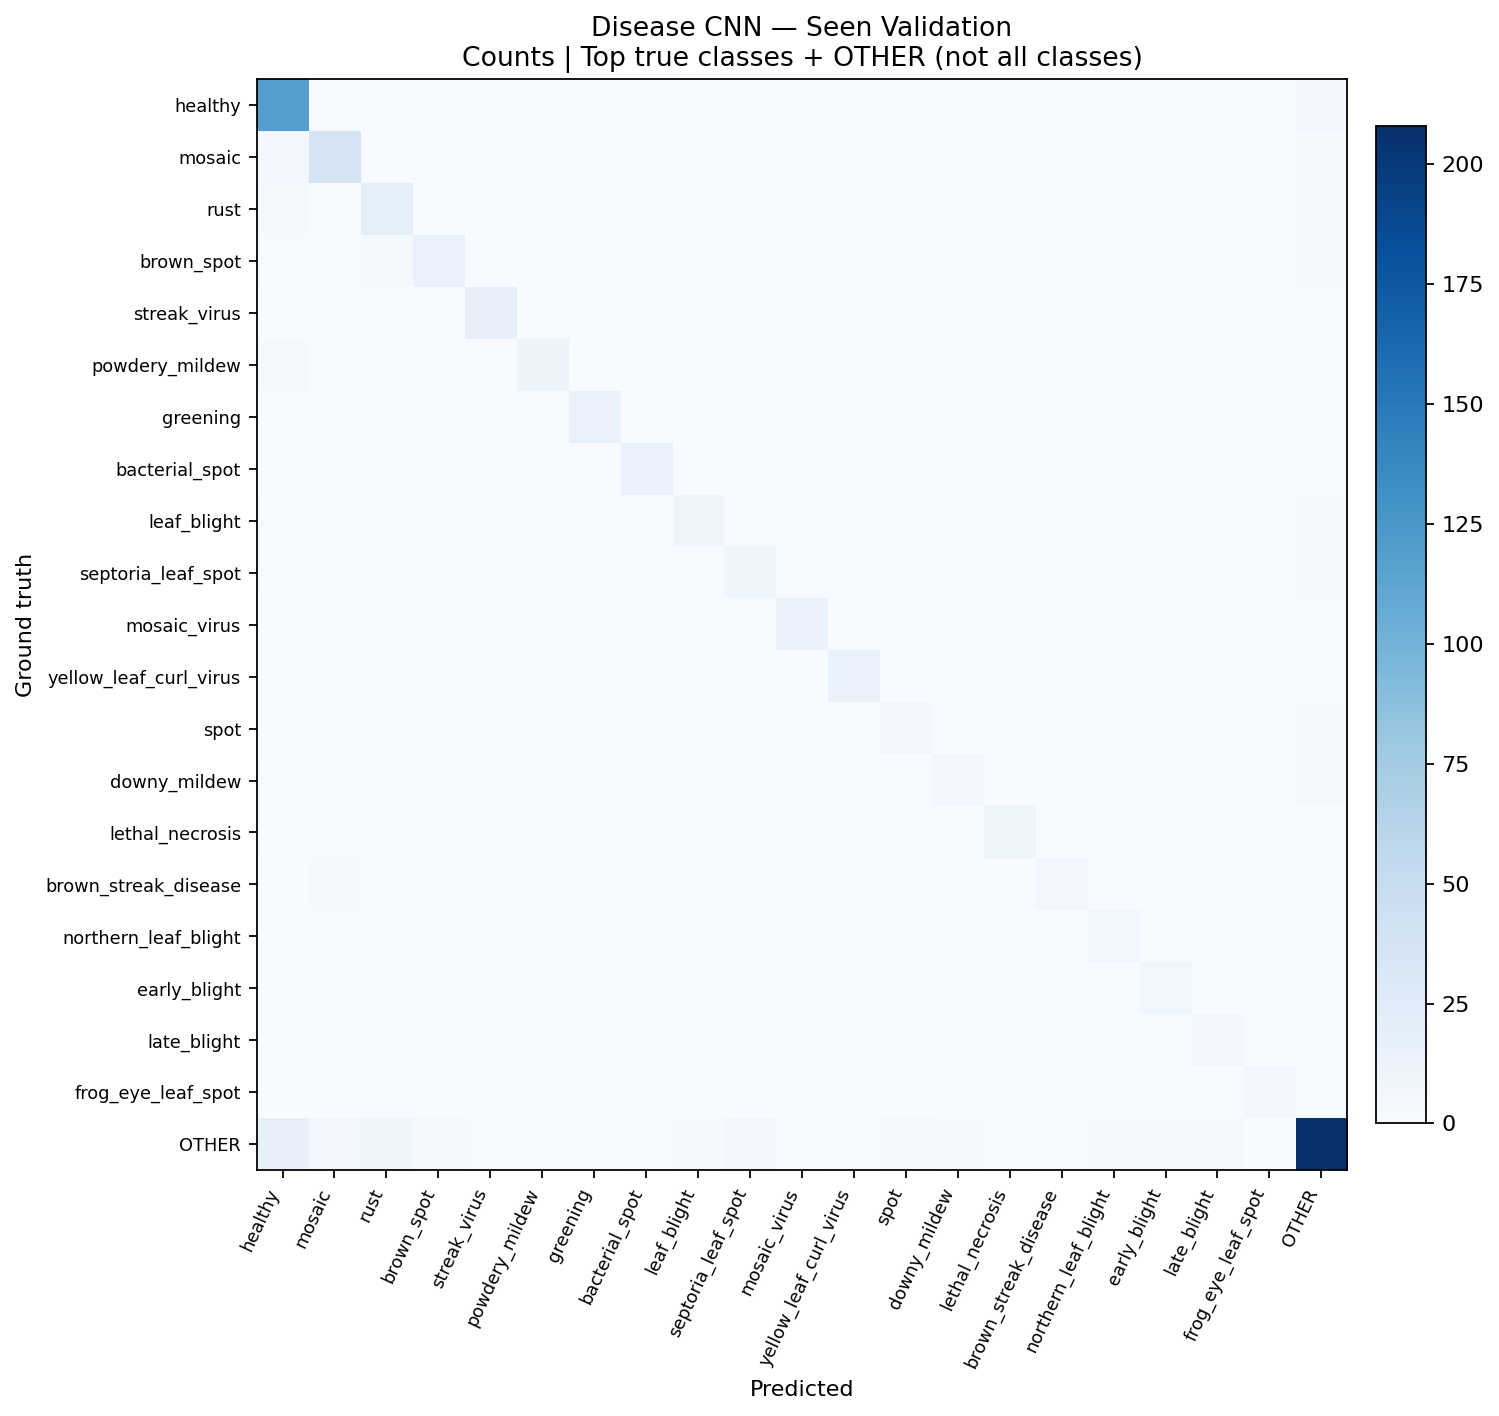 Disease CNN — Seen Validation
Counts | Top true classes + OTHER (not all classes)
healthy
mosaic
rust
brown_spot
streak_virus
powdery_mildew
greening
bacterial_spot
leaf_blight
septoria_leaf_spot
mosaic_virus
yellow_leaf_curl_virus
spot
downy_mildew
lethal_necrosis
brown_streak_disease
northern_leaf_blight
early_blight
late_blight
frog_eye_leaf_spot
OTHER
Ground truth
healthy
mosaic
rust
brown_spot
streak_virus
powdery_mildew
greening
bacterial_spot
leaf_blight
septoria_leaf_spot
mosaic_virus
yellow_leaf_curl_virus
spot
downy_mildew
lethal_necrosis
brown_streak_disease
northern_leaf_blight
early_blight
late_blight
frog_eye_leaf_spot
OTHER
Predicted
200
175
150
125
100
75
50
25
0